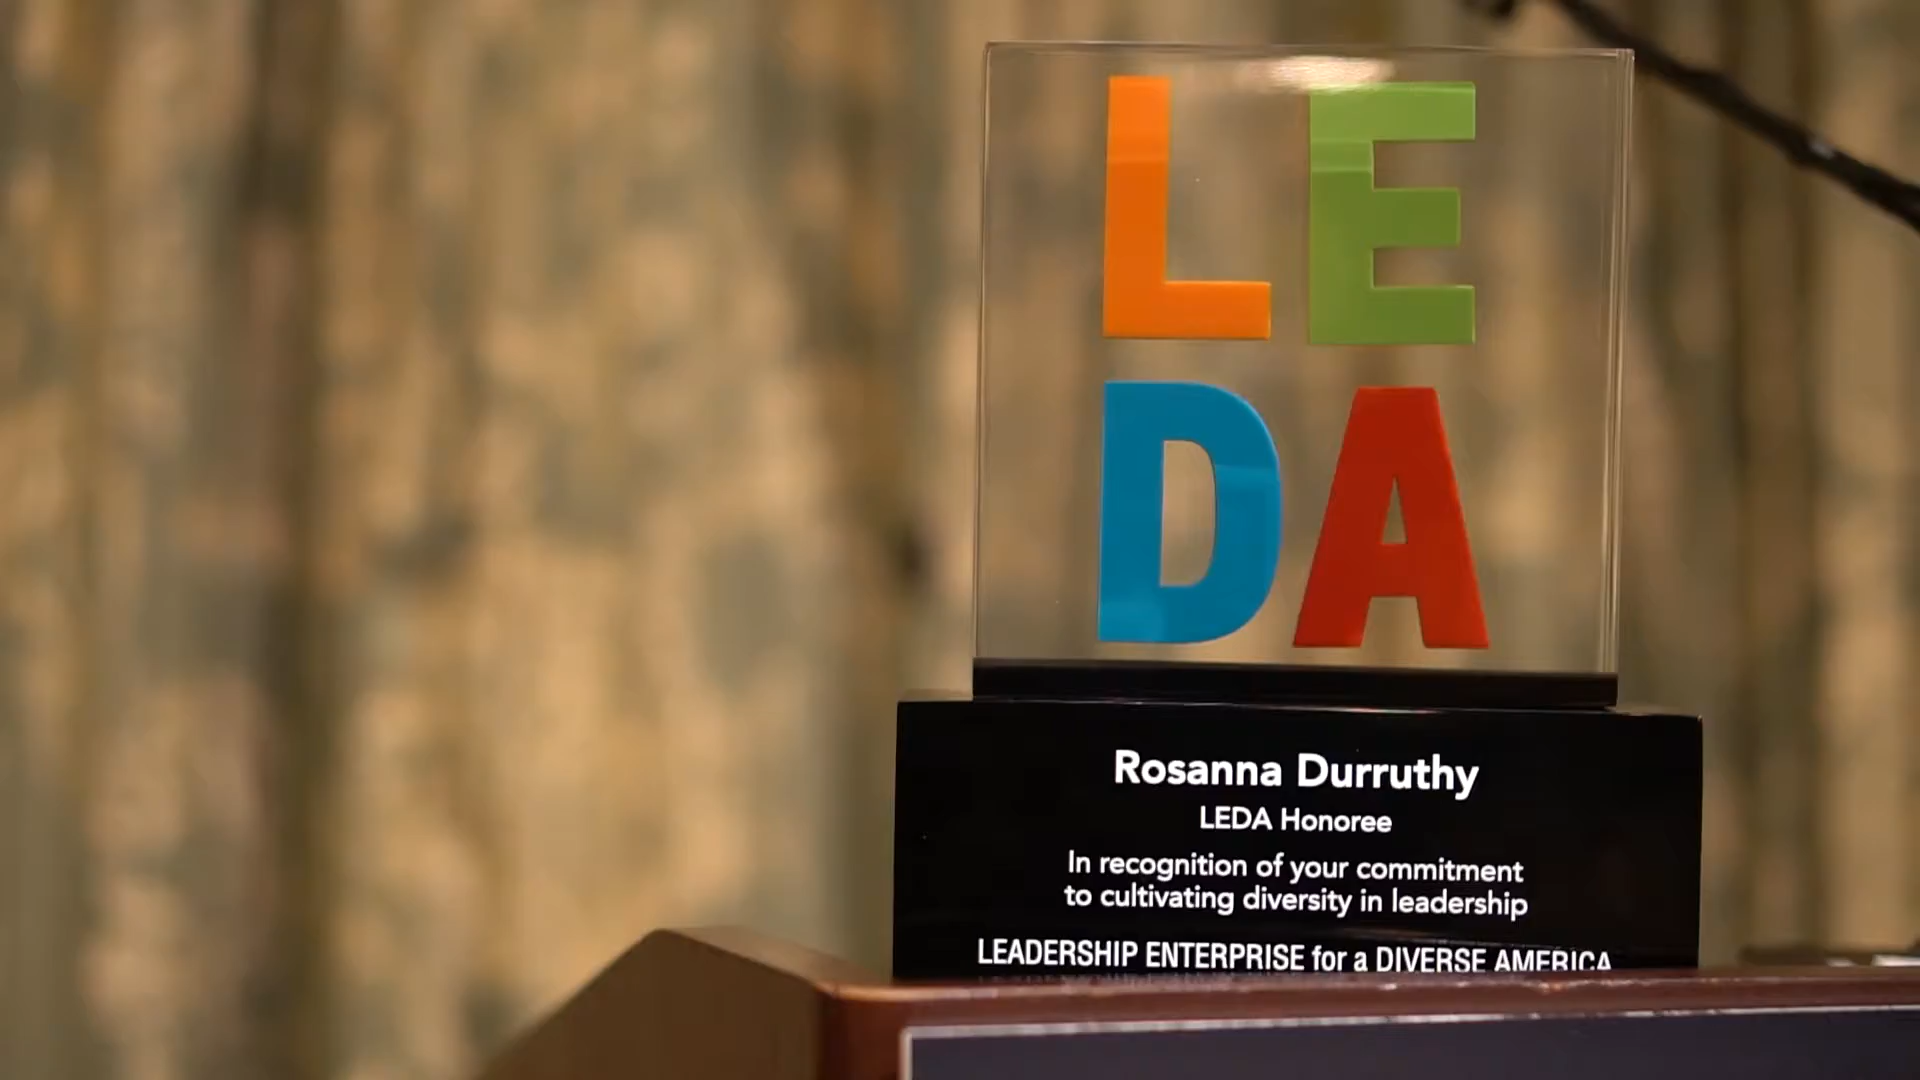 LE
DA
Rosanna Durruthy
LEDA Honoree
In recognition of your commitment
to cultivating diversity in leadership
LEADERSHIP ENTERPRISE for a DIVERSE AMERICA